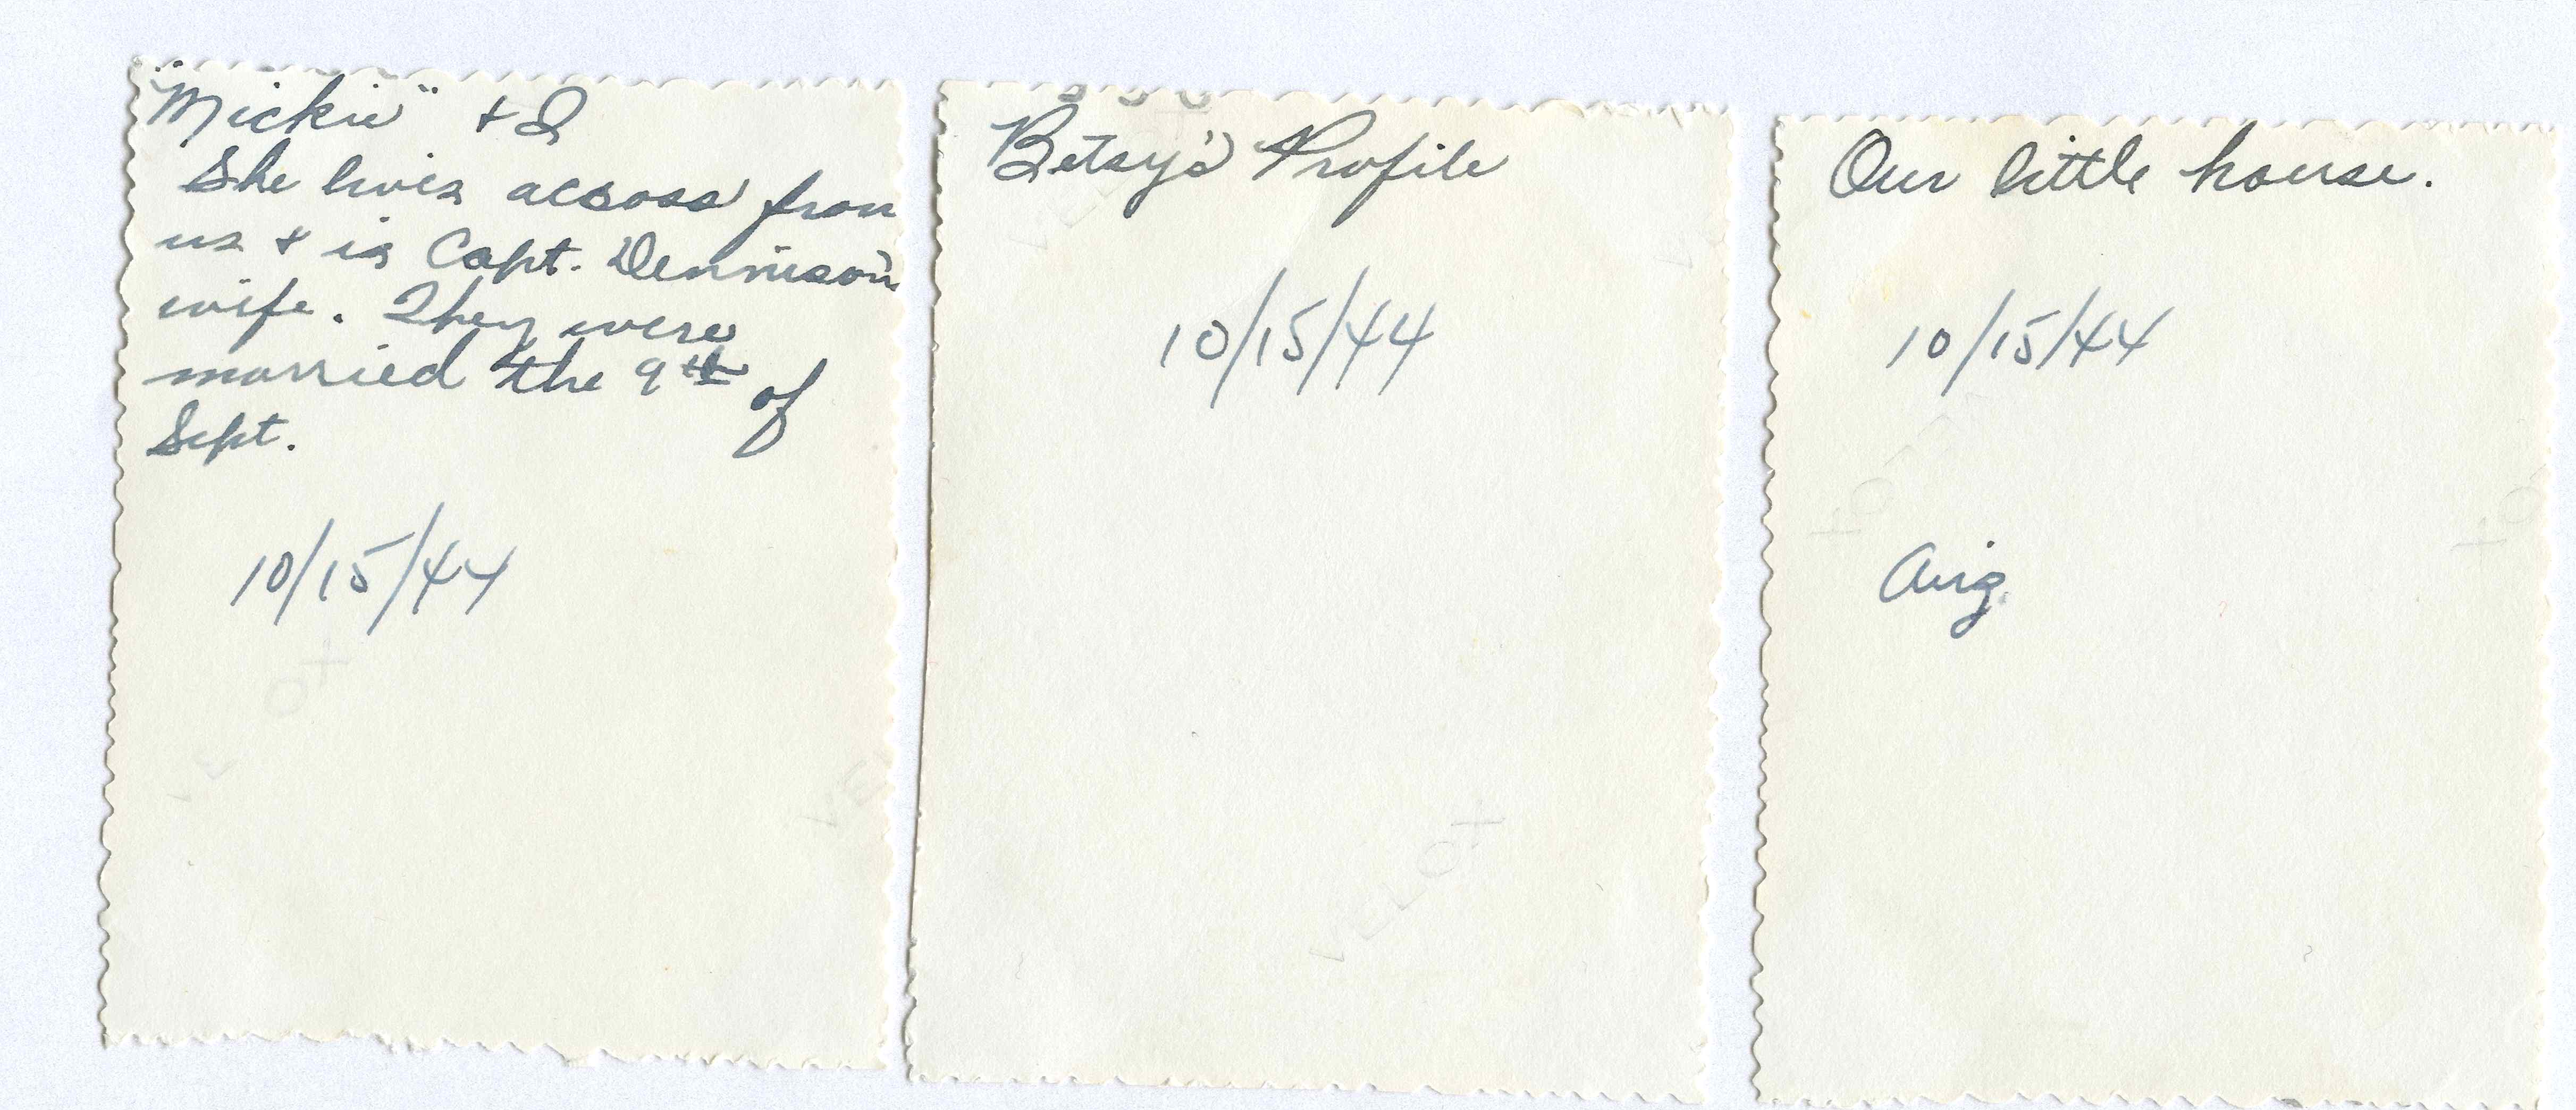 "Mickie" + I
She lives across from
us + is Capt. Dennison's
wife. They were
married the 9th of
Sept.
10/15/44
Betsy's Profile
10/15/44
VELOX
Our little house.
10/15/44